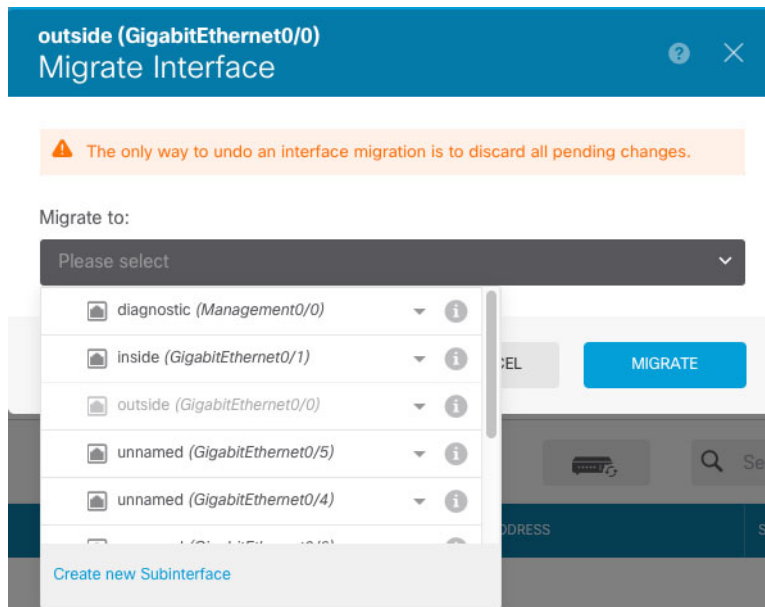 outside (GigabitEthernet0/0)
Migrate Interface
The only way to undo an interface migration is to discard all pending changes.
Migrate to:
Please select
diagnostic (Management0/0)
inside (GigabitEthernet0/1)
MIGRATE
outside (GigabitEthernet0/0)
unnamed (GigabitEthernet0/5)
unnamed (GigabitEthernet0/4)
Create new Subinterface